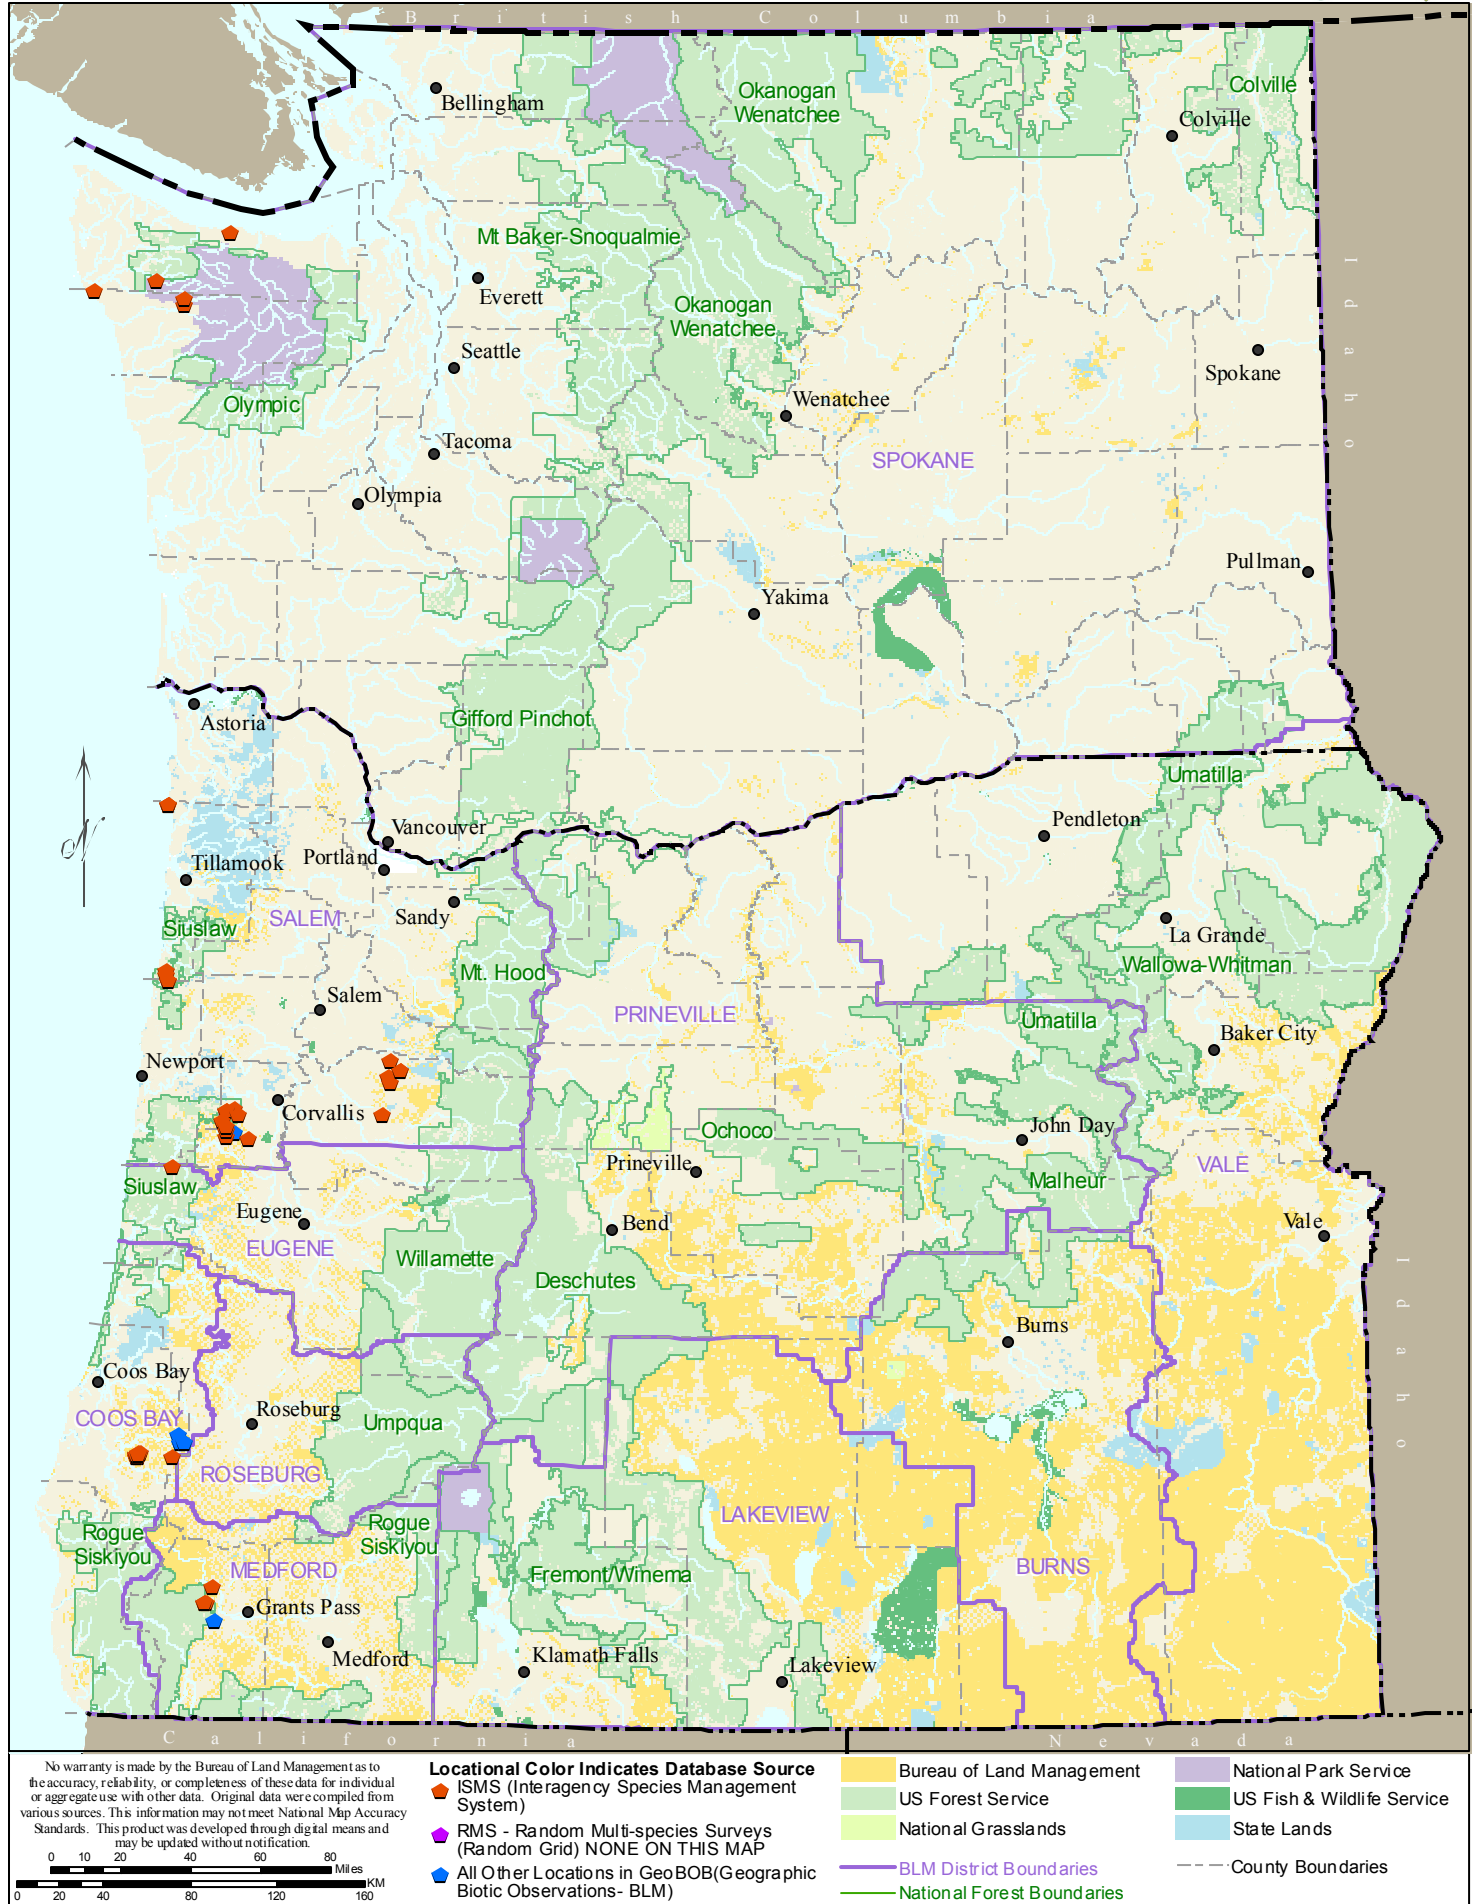 British Columbia
Bellingham
Okanogan
Wenatchee
Colville
Colville
Mt Baker-Snoqualmie
Everett
Okanogan
Wenatchee
Idaho
Seattle
Spokane
Olympic
Wenatchee
Tacoma
SPOKANE
Olympia
Pullman
Yakima
Astoria
Gifford Pinchot
Umatilla
Vancouver
Pendleton
Portland
Tillamook
N
Sandy
SALEM
Siuslaw
La Grande
Wallowa-Whitman
Mt. Hood
Salem
PRINEVILLE
Umatilla
Baker City
Newport
Corvallis
Ochoco
John Day
Prineville
VALE
Malheur
Siuslaw
Eugene
Bend
Vale
EUGENE
Willamette
Deschutes
Idaho
Burns
Coos Bay
COOS BAY
Roseburg
Umpqua
ROSEBURG
LAKEVIEW
Rogue
Siskiyou
Rogue
Siskiyou
MEDFORD
Fremont/Winema
BURNS
Grants Pass
Medford
Klamath Falls
Lakeview
California
Nevada
No warranty is made by the Bureau of Land Management as to
the accuracy, reliability, or completeness of these data for individual
or aggregate use with other data. Original data were compiled from
various sources. This information may not meet National Map Accuracy
Standards. This product was developed through digital means and
may be updated without notification.
0 10 20 40 60 80
Miles
KM
0 20 40 80 120 160
Locational Color Indicates Database Source
ISMS (Interagency Species Management
System)
RMS - Random Multi-species Surveys
(Random Grid) NONE ON THIS MAP
All Other Locations in GeoBOB(Geographic
Biotic Observations- BLM)
Bureau of Land Management
US Forest Service
National Grasslands
BLM District Boundaries
National Forest Boundaries
National Park Service
US Fish & Wildlife Service
State Lands
County Boundaries